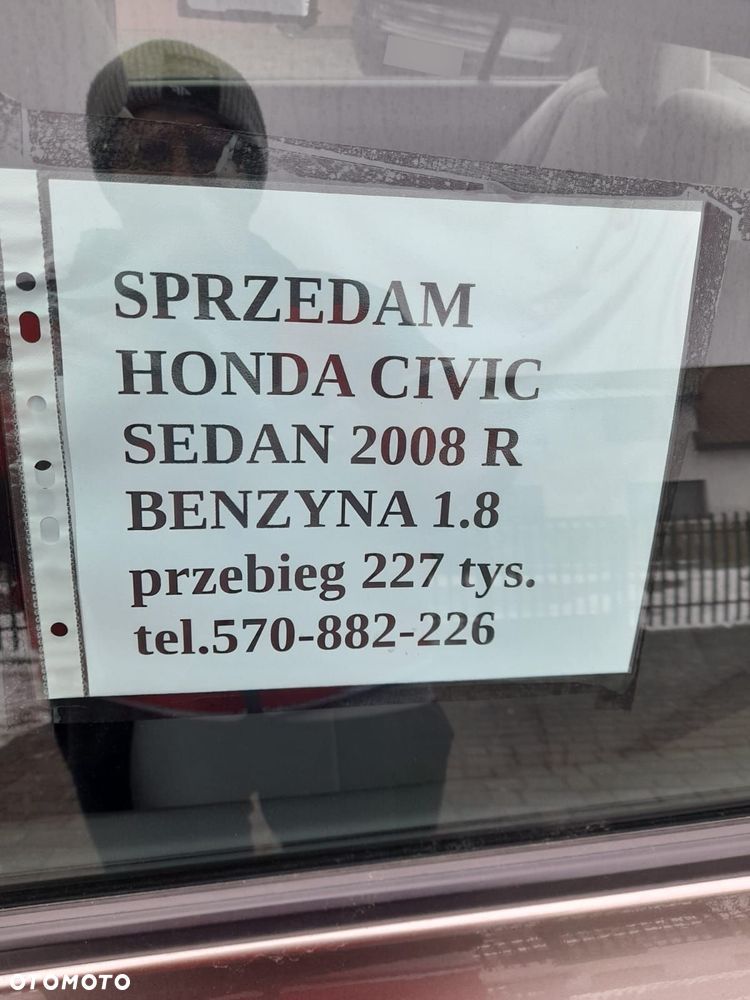 SPRZEDAM
HONDA CIVIC
SEDAN 2008 R
BENZYNA 1.8
przebieg 227 tys.
tel.570-882-226
OTOMOTO